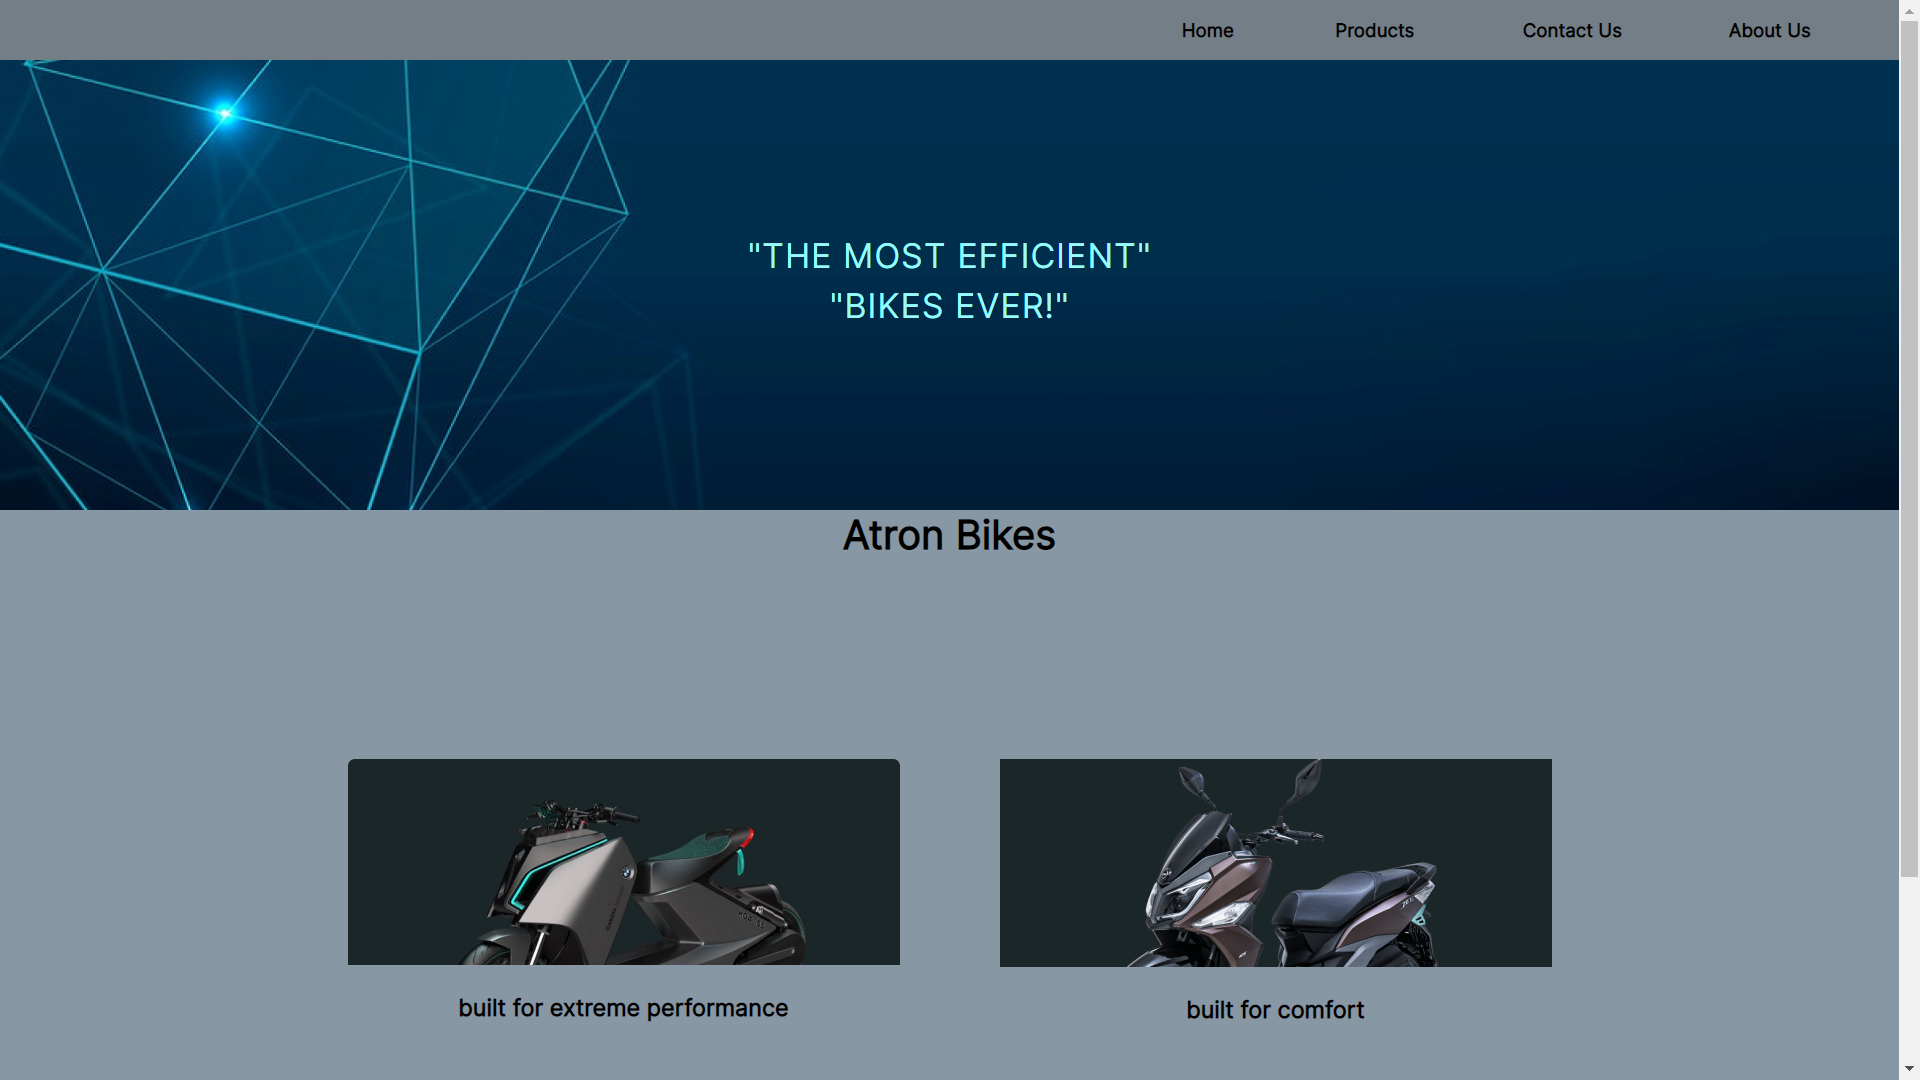 Home
Products
Contact Us
About Us
"THE MOST EFFICIENT"
"BIKES EVER!"
Atron Bikes
built for extreme performance
built for comfort